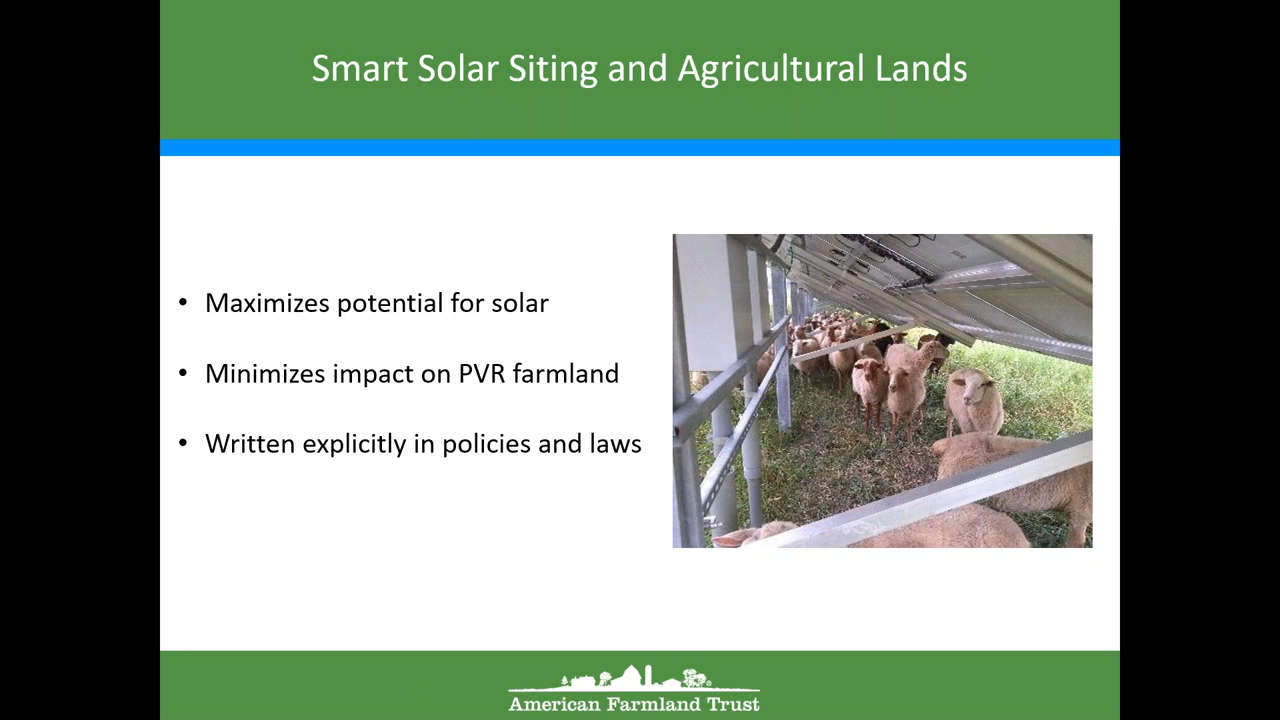 Smart Solar Siting and Agricultural Lands
• Maximizes potential for solar
• Minimizes impact on PVR farmland
• Written explicitly in policies and laws
American Farmland Trust